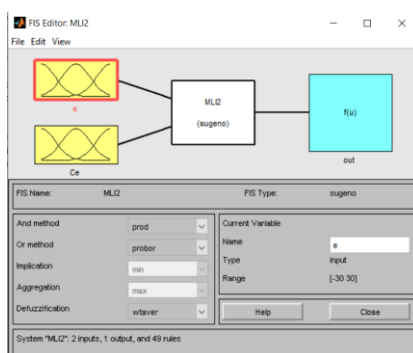 FIS Editor: MLI2
File Edit View
e
MLI2
(sugeno)
f(u)
Ce
out
FIS Name: MLI2 FIS Type: sugeno
And method prod
Or method probor
Implication min
Aggregation max
Defuzzification wtaver
Current Variable
Name e
Type input
Range [-30 30]
Help Close
System "MLI2": 2 inputs, 1 output, and 49 rules